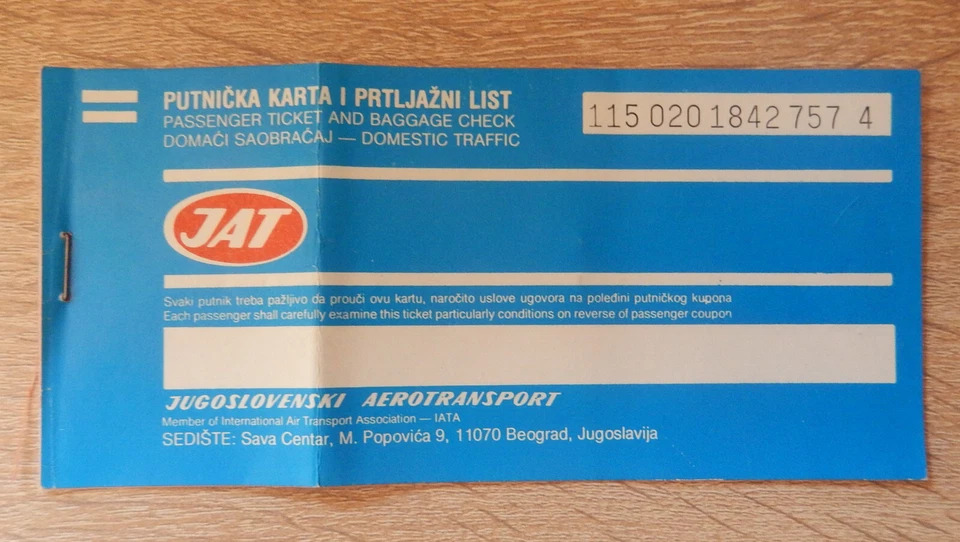 PUTNIČKA KARTA I PRTLJAŽNI LIST
PASSENGER TICKET AND BAGGAGE CHECK
DOMAĆI SAOBRAĆAJ — DOMESTIC TRAFFIC
115 020 1842 757 4
JAT
Svaki putnik treba pažljivo da prouči ovu kartu, naročito uslove ugovora na poleđini putničkog kupona
Each passenger shall carefully examine this ticket particularly conditions on reverse of passenger coupon
JUGOSLOVENSKI AEROTRANSPORT
Member of International Air Transport Association — IATA
SEDIŠTE: Sava Centar, M. Popovića 9, 11070 Beograd, Jugoslavija